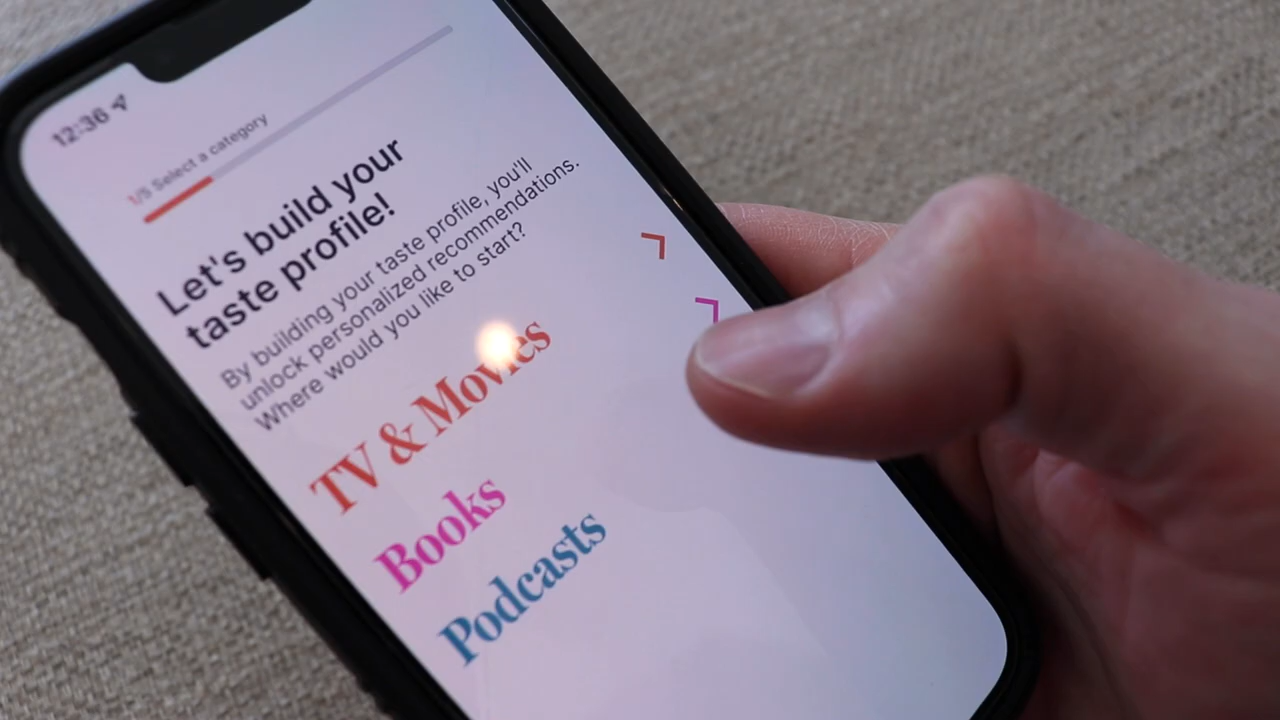 12:36
1/5 Select a category
Let's build your
taste profile!
By building your taste profile, you'll
unlock personalized recommendations.
Where would you like to start?
TV & Movies
Books
Podcasts